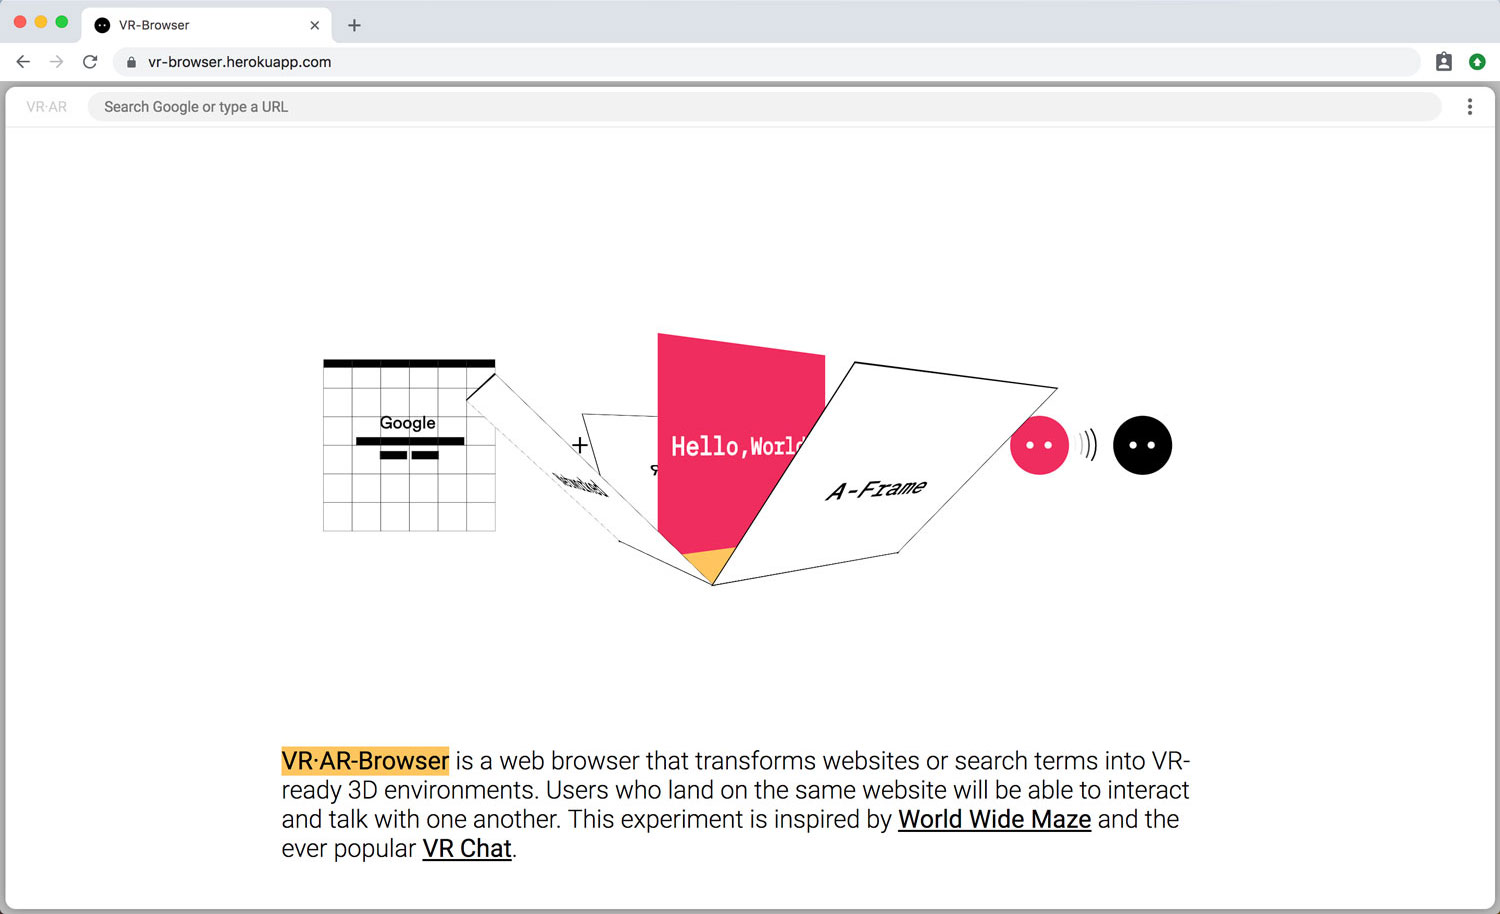 VR-Browser
vr-browser.herokuapp.com
VR·AR
Search Google or type a URL
Google
Hello,World
A-Frame
VR·AR-Browser is a web browser that transforms websites or search terms into VR-
ready 3D environments. Users who land on the same website will be able to interact
and talk with one another. This experiment is inspired by World Wide Maze and the
ever popular VR Chat.